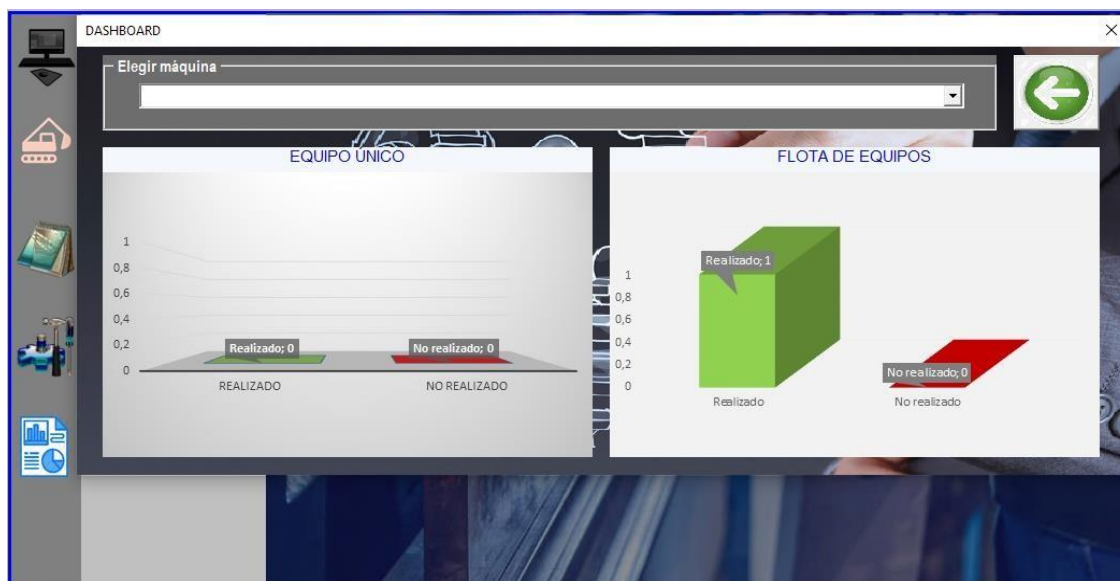 DASHBOARD
Elegir máquina
EQUIPO ÚNICO
1
0,8
0,6
0,4
0,2
0
Realizado; 0
No realizado; 0
REALIZADO
NO REALIZADO
FLOTA DE EQUIPOS
1
0,8
0,6
0,4
0,2
0
Realizado; 1
No realizado; 0
Realizado
No realizado